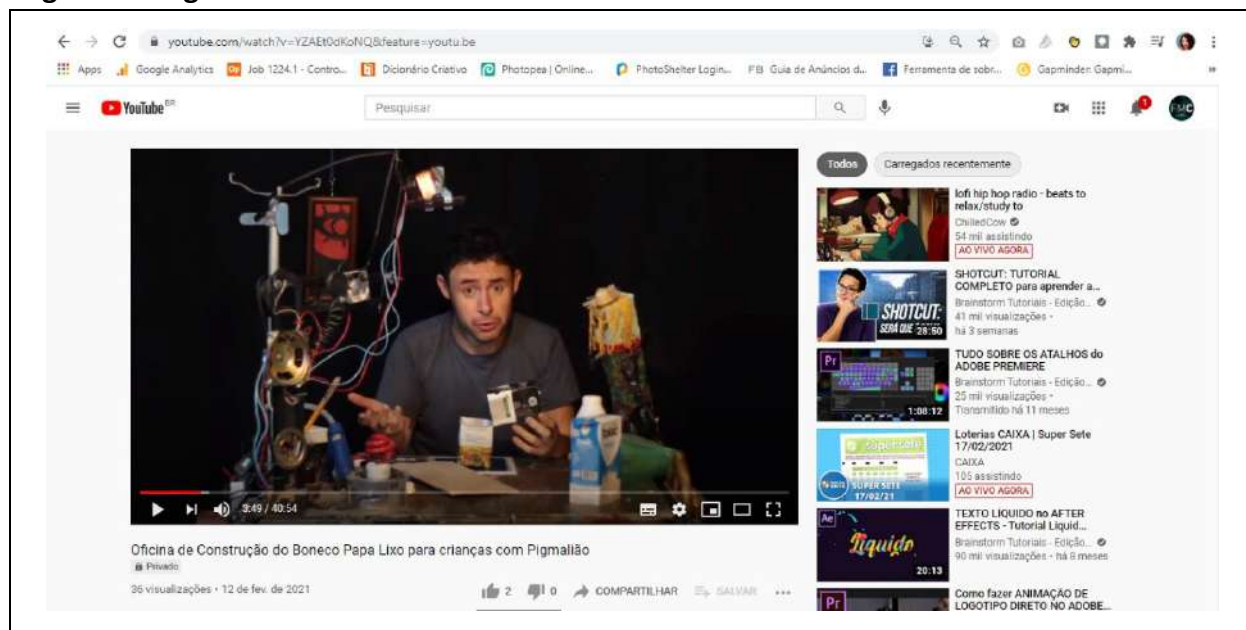 youtube.com/watch?v=YZAEt0dKoNQ&feature=youtu.be
Apps Google Analytics Job 1224.1 - Contro... Dicionário Criativo Photopea | Online... PhotoShelter Login... FB Guia de Anúncios d... Ferramenta de sobr... Gapminder: Gapmi...
YouTube BR
Pesquisar
1
Todos
Carregados recentemente
lofi hip hop radio - beats to
relax/study to
ChilledCow
54 mil assistindo
AO VIVO AGORA
SHOTCUT:
SERÁ QUE
28:50
SHOTCUT: TUTORIAL
COMPLETO para aprender a...
Brainstorm Tutoriais - Edição...
41 mil visualizações •
há 3 semanas
Pr
1:08:12
TUDO SOBRE OS ATALHOS do
ADOBE PREMIERE
Brainstorm Tutoriais - Edição...
25 mil visualizações •
Transmitido há 11 meses
SUPER SETE
17/02/21
Loterias CAIXA | Super Sete
17/02/2021
CAIXA
105 assistindo
AO VIVO AGORA
Ae
Liquido
20:13
TEXTO LIQUIDO no AFTER
EFFECTS - Tutorial Liquid...
Brainstorm Tutoriais - Edição...
90 mil visualizações • há 8 meses
Pr
Como fazer ANIMAÇÃO DE
LOGOTIPO DIRETO NO ADOBE...
3:49 / 40:54
Oficina de Construção do Boneco Papa Lixo para crianças com Pigmalião
Privado
36 visualizações • 12 de fev. de 2021
2 0 COMPARTILHAR SALVAR ...